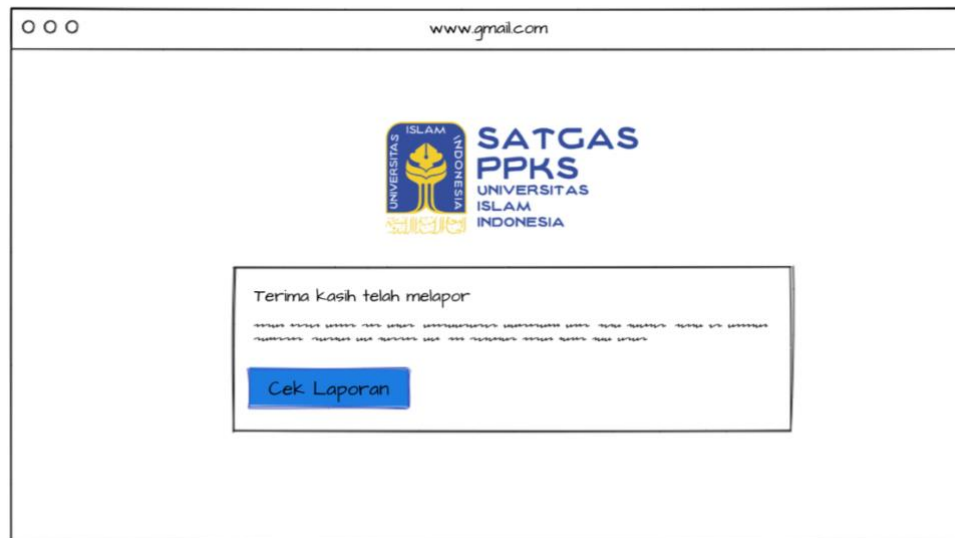 www.gmail.com
UNIVERSITAS ISLAM INDONESIA
SATGAS
PPKS
UNIVERSITAS
ISLAM
INDONESIA
Terima kasih telah melapor
Cek Laporan